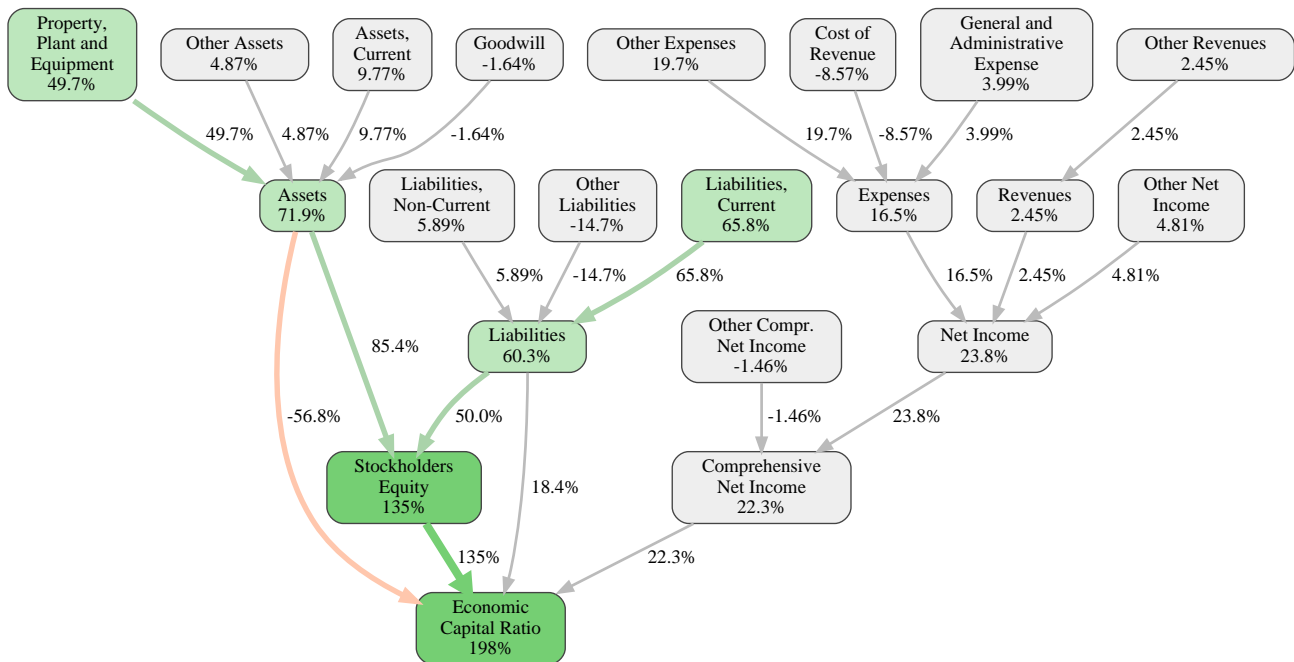 Property,
Plant and
Equipment
49.7%
Other Assets
4.87%
Assets,
Current
9.77%
Goodwill
-1.64%
Other Expenses
19.7%
Cost of
Revenue
-8.57%
General and
Administrative
Expense
3.99%
Other Revenues
2.45%
49.7%
4.87%
9.77%
-1.64%
19.7%
-8.57%
3.99%
2.45%
Assets
71.9%
Liabilities,
Non-Current
5.89%
Other
Liabilities
-14.7%
Liabilities,
Current
65.8%
Expenses
16.5%
Revenues
2.45%
Other Net
Income
4.81%
5.89%
-14.7%
65.8%
16.5%
2.45%
4.81%
Liabilities
60.3%
Other Compr.
Net Income
-1.46%
Net Income
23.8%
85.4%
-56.8%
50.0%
-1.46%
23.8%
Stockholders
Equity
135%
18.4%
Comprehensive
Net Income
22.3%
135%
22.3%
Economic
Capital Ratio
198%